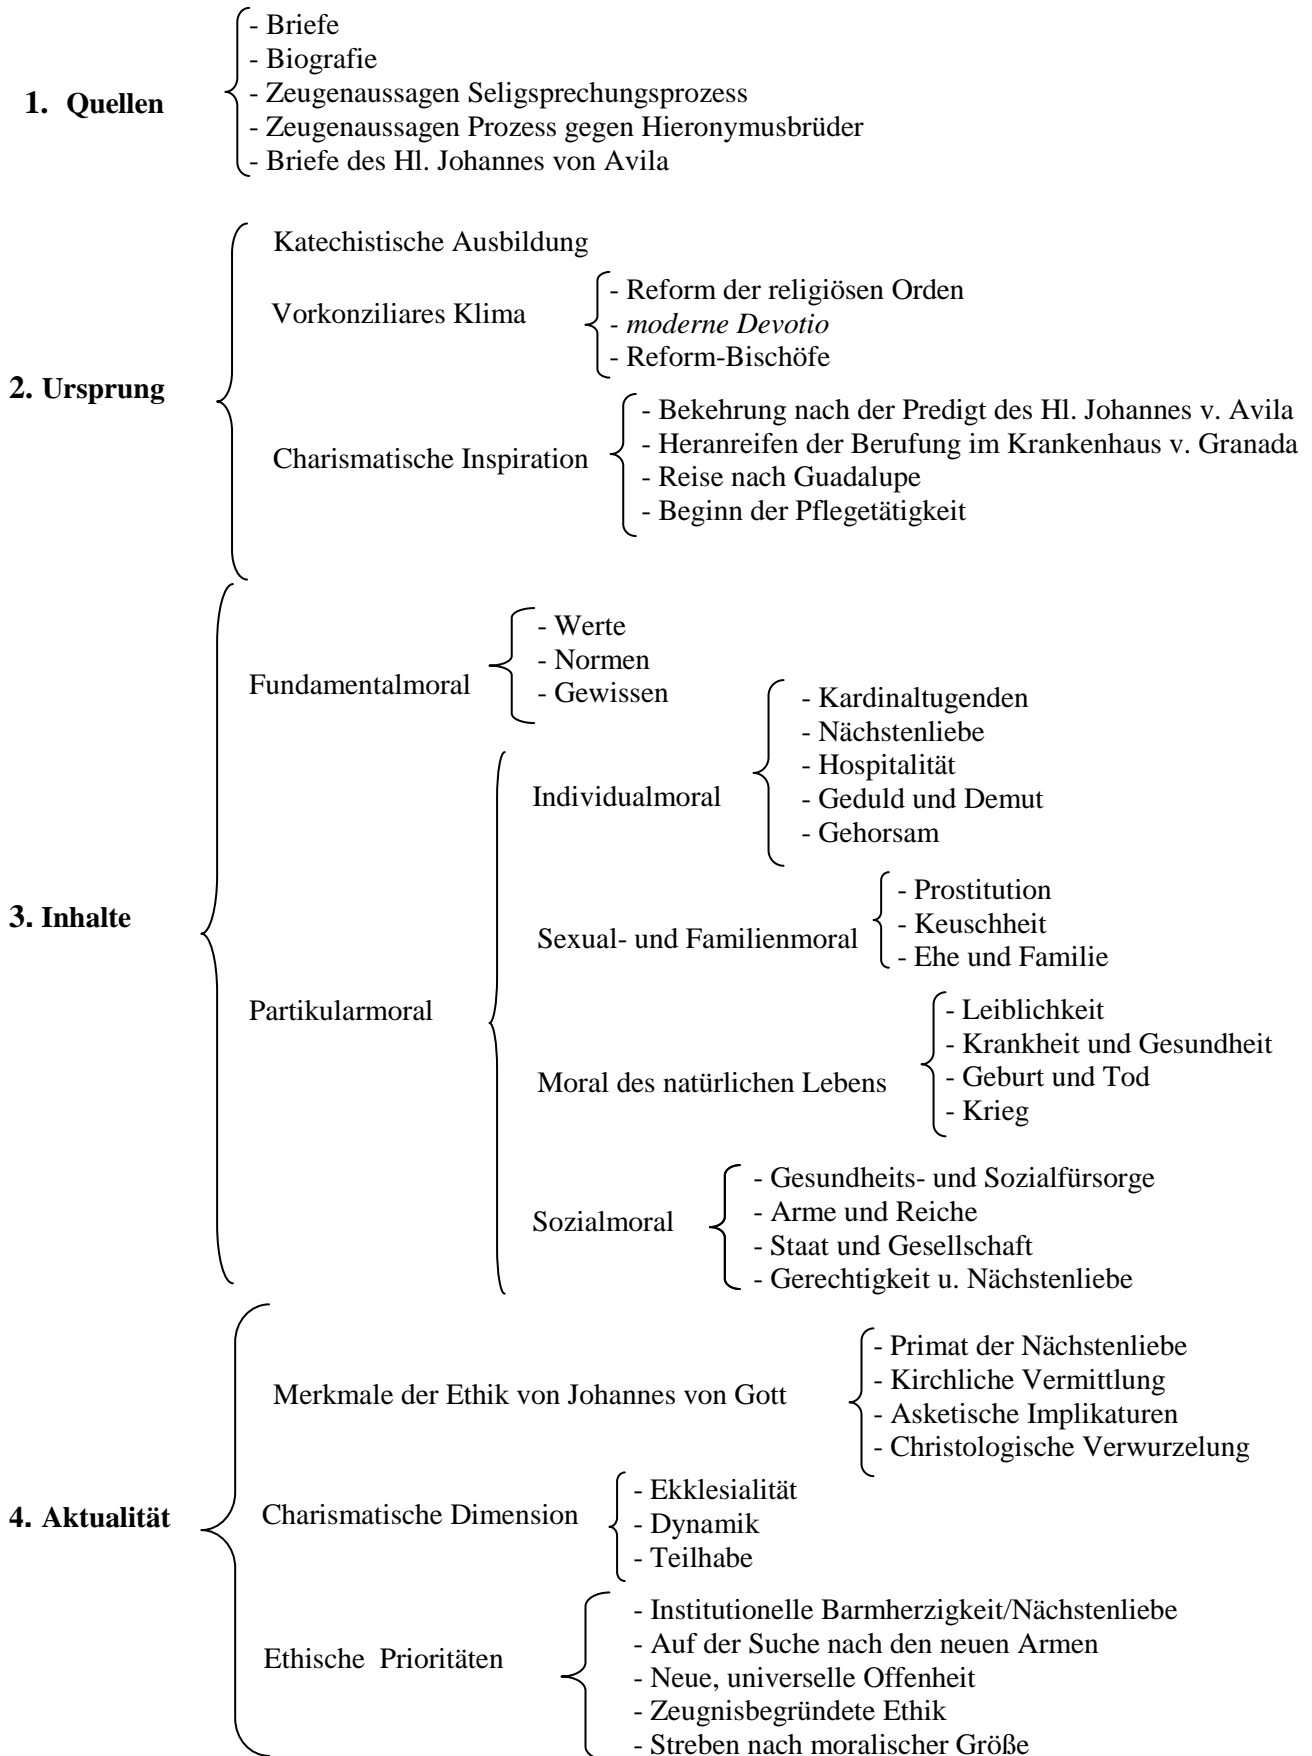 1. Quellen
- Briefe
- Biografie
- Zeugenaussagen Seligsprechungsprozess
- Zeugenaussagen Prozess gegen Hieronymusbrüder
- Briefe des Hl. Johannes von Avila
2. Ursprung
Katechistische Ausbildung
Vorkonziliares Klima
- Reform der religiösen Orden
- moderne Devotio
- Reform-Bischöfe
Charismatische Inspiration
- Bekehrung nach der Predigt des Hl. Johannes v. Avila
- Heranreifen der Berufung im Krankenhaus v. Granada
- Reise nach Guadalupe
- Beginn der Pflegetätigkeit
3. Inhalte
Fundamentalmoral
- Werte
- Normen
- Gewissen
Partikularmoral
Individualmoral
- Kardinaltugenden
- Nächstenliebe
- Hospitalität
- Geduld und Demut
- Gehorsam
Sexual- und Familienmoral
- Prostitution
- Keuschheit
- Ehe und Familie
Moral des natürlichen Lebens
- Leiblichkeit
- Krankheit und Gesundheit
- Geburt und Tod
- Krieg
Sozialmoral
- Gesundheits- und Sozialfürsorge
- Arme und Reiche
- Staat und Gesellschaft
- Gerechtigkeit u. Nächstenliebe
4. Aktualität
Merkmale der Ethik von Johannes von Gott
- Primat der Nächstenliebe
- Kirchliche Vermittlung
- Asketische Implikaturen
- Christologische Verwurzelung
Charismatische Dimension
- Ekklesialität
- Dynamik
- Teilhabe
Ethische Prioritäten
- Institutionelle Barmherzigkeit/Nächstenliebe
- Auf der Suche nach den neuen Armen
- Neue, universelle Offenheit
- Zeugnisbegründete Ethik
- Streben nach moralischer Größe